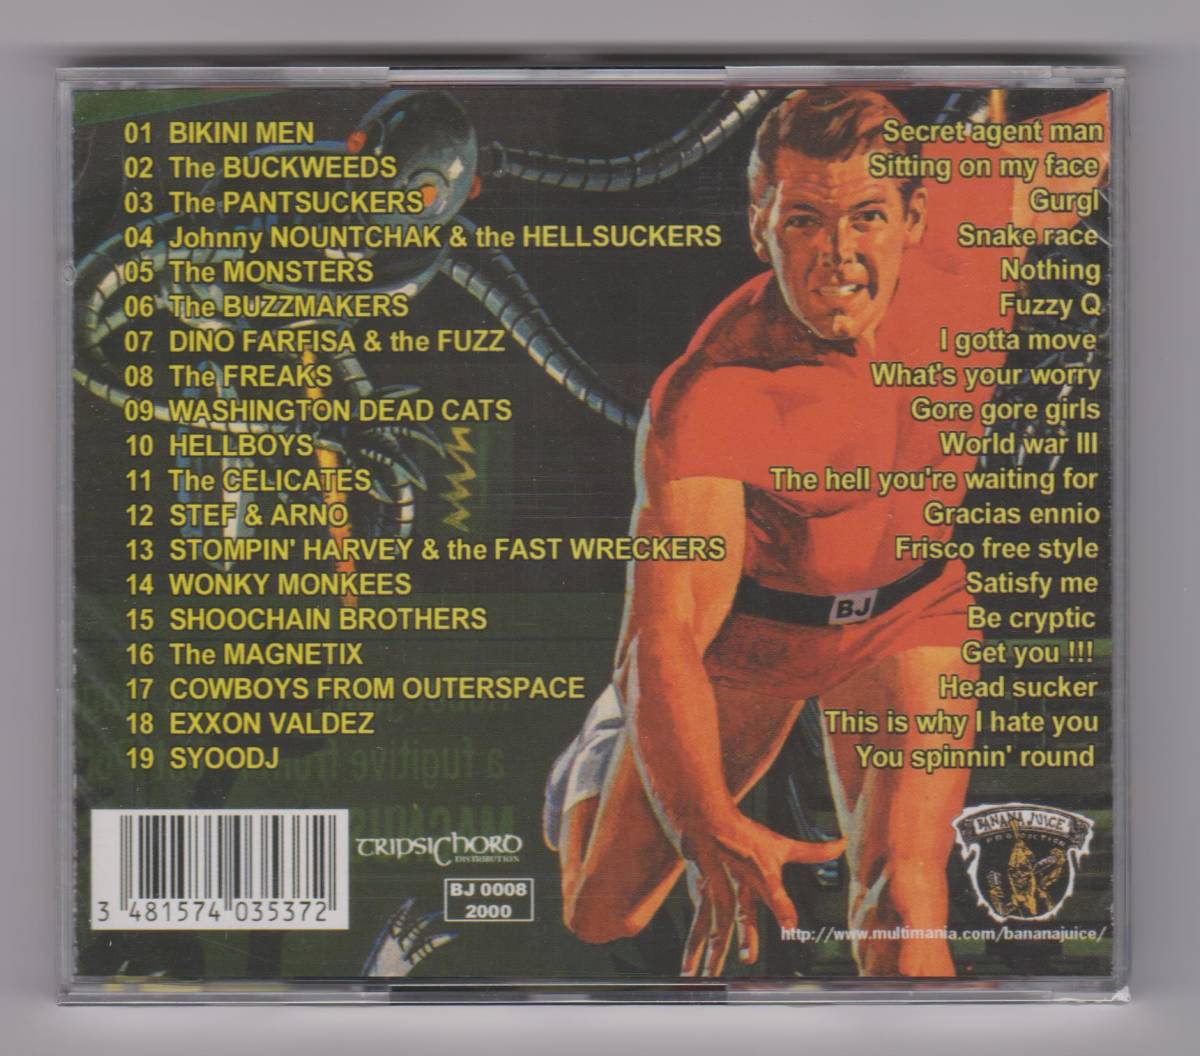 01 BIKINI MEN Secret agent man
02 The BUCKWEEDS Sitting on my face
03 The PANTSUCKERS Gurgl
04 Johnny NOUNTCHAK & the HELLSUCKERS Snake race
05 The MONSTERS Nothing
06 The BUZZMAKERS Fuzzy Q
07 DINO FARFISA & the FUZZ I gotta move
08 The FREAKS What's your worry
09 WASHINGTON DEAD CATS Gore gore girls
10 HELLBOYS World war III
11 The CELICATES The hell you're waiting for
12 STEF & ARNO Gracias ennio
13 STOMPIN' HARVEY & the FAST WRECKERS Frisco free style
14 WONKY MONKEES Satisfy me
BJ
15 SHOOCHAIN BROTHERS Be cryptic
16 The MAGNETIX Get you !!!
17 COWBOYS FROM OUTERSPACE Head sucker
18 EXXON VALDEZ This is why I hate you
19 SYOODJ You spinnin' round
a fugitive from
BANANA JUICE
PRODUCTION
TRIPSICHORD
DISTRIBUTION
BJ 0008
2000
3 481574 035372
http://www.multimania.com/bananajuice/